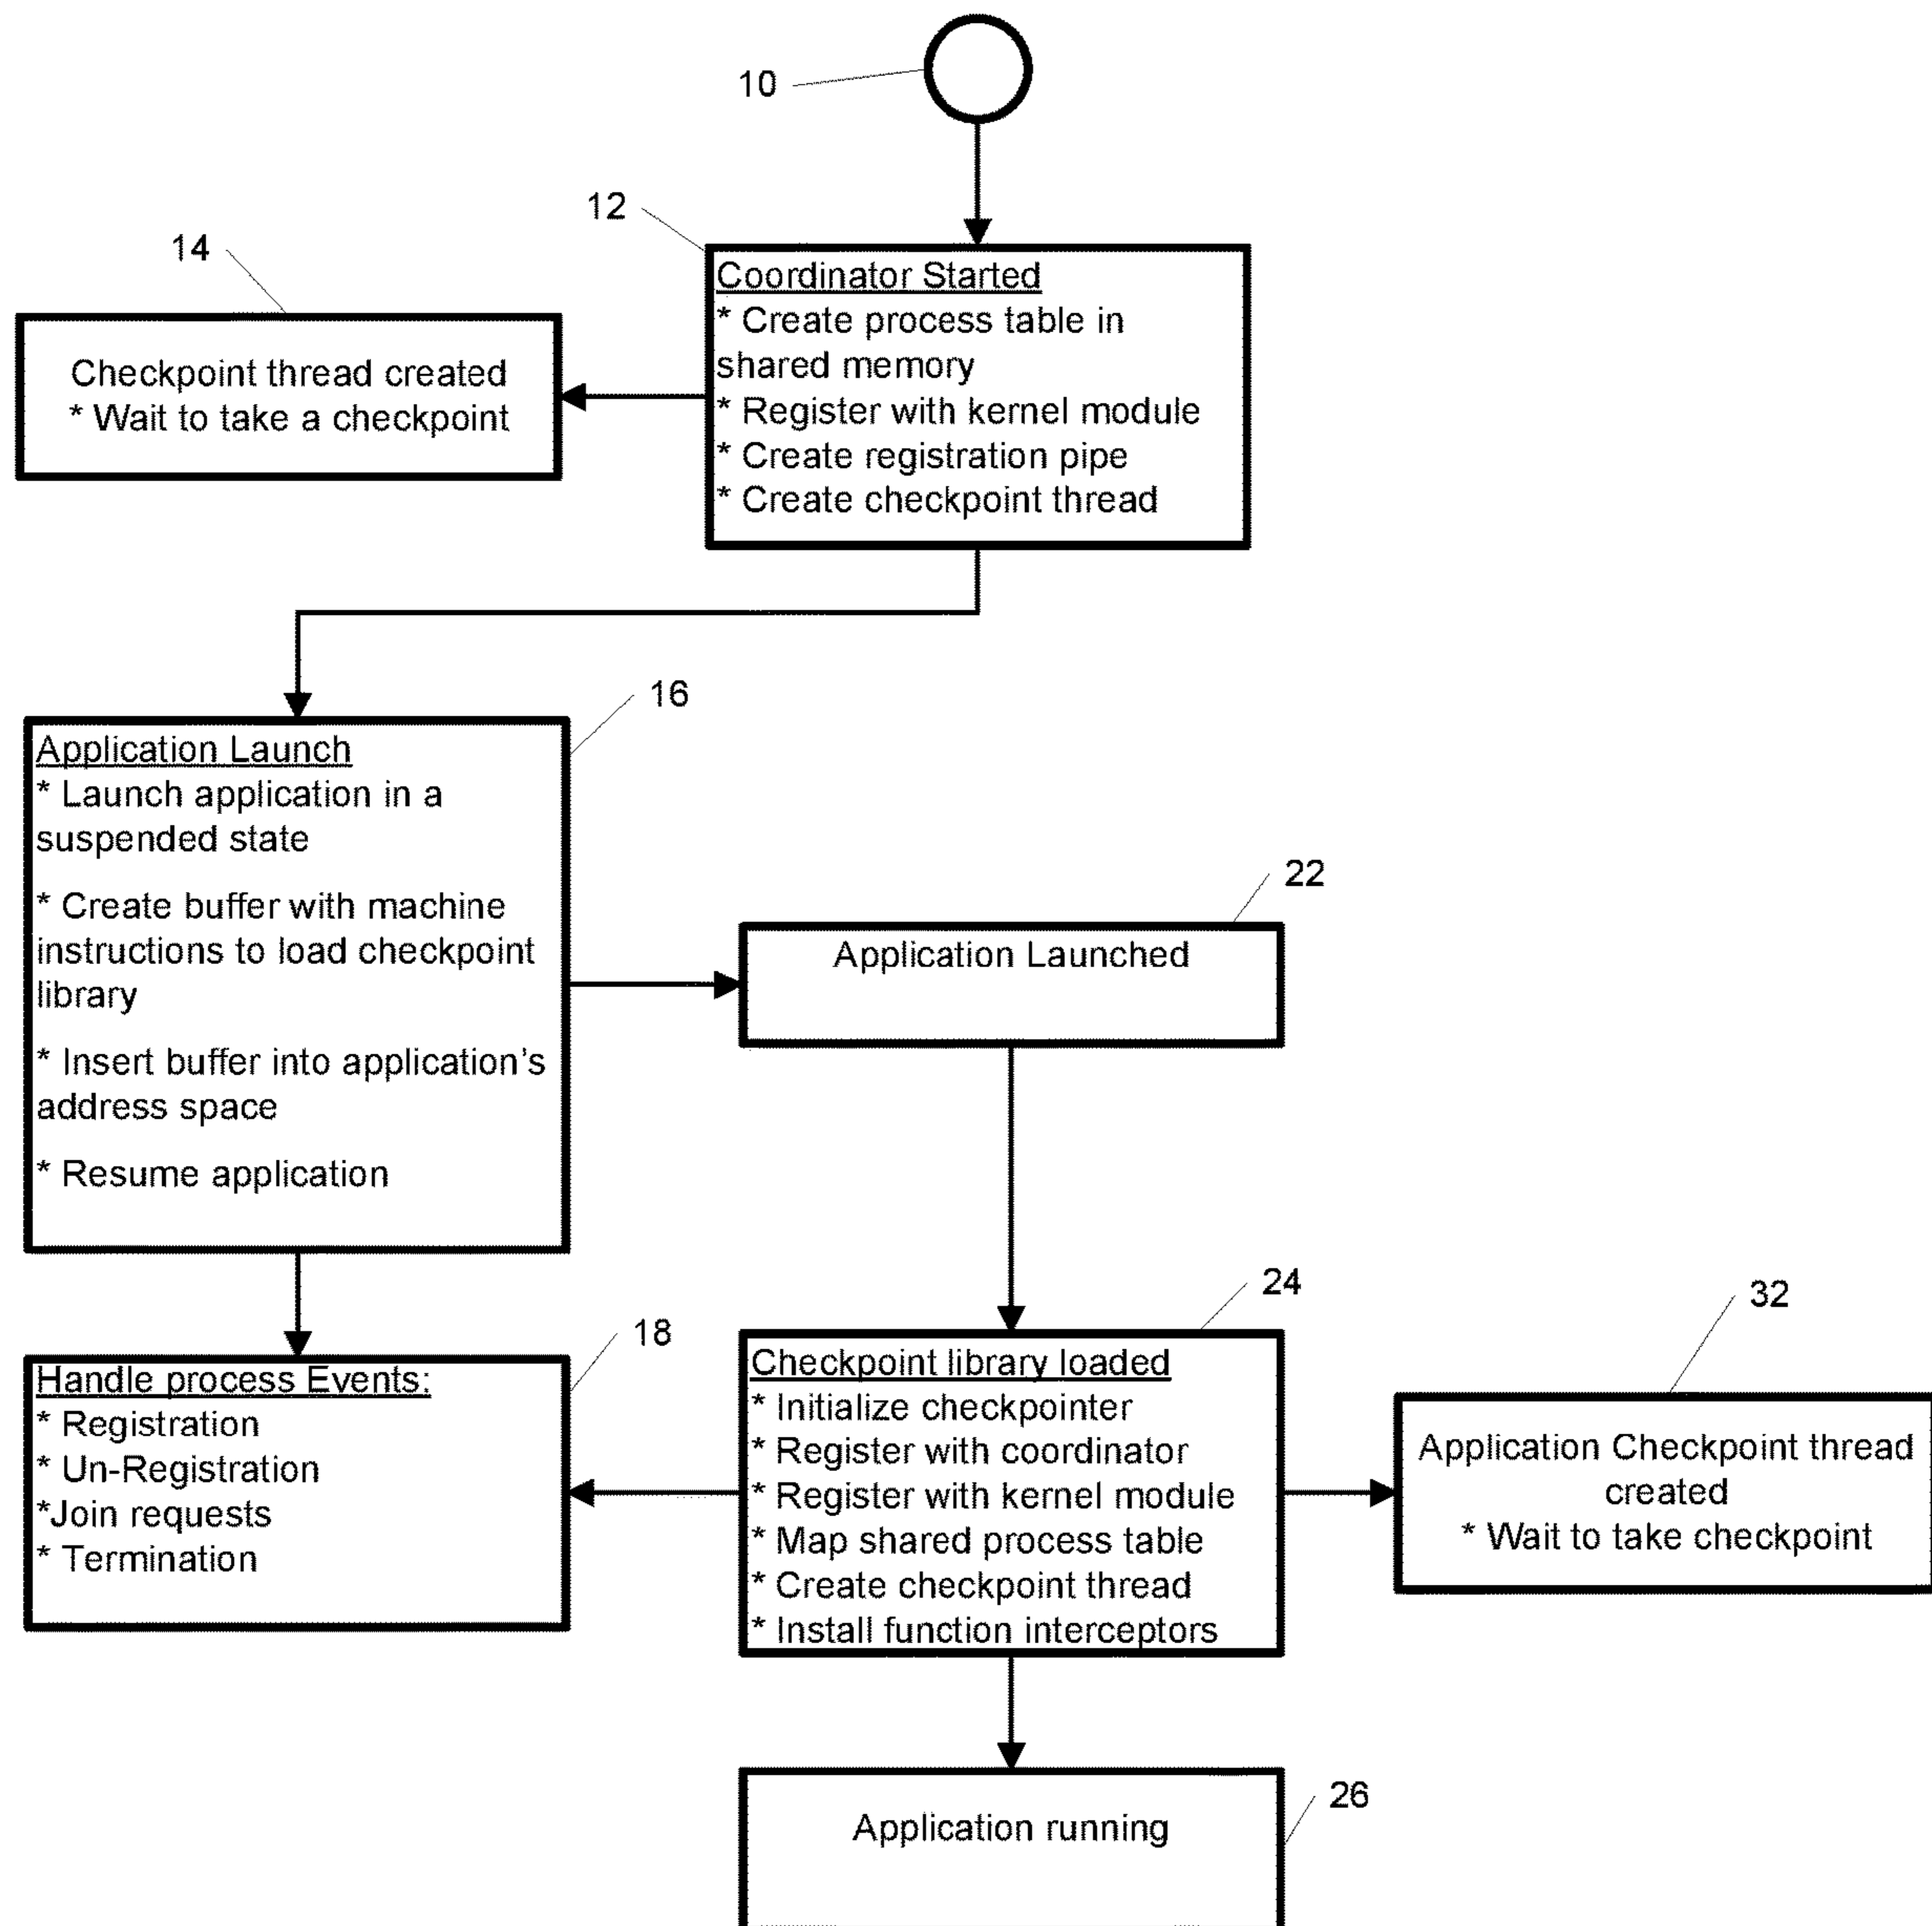 10
12
14
Coordinator Started
* Create process table in
shared memory
* Register with kernel module
* Create registration pipe
* Create checkpoint thread
Checkpoint thread created
* Wait to take a checkpoint
16
Application Launch
* Launch application in a
suspended state
* Create buffer with machine
instructions to load checkpoint
library
* Insert buffer into application's
address space
* Resume application
22
Application Launched
18
Handle process Events:
* Registration
* Un-Registration
*Join requests
* Termination
24
Checkpoint library loaded
* Initialize checkpointer
* Register with coordinator
* Register with kernel module
* Map shared process table
* Create checkpoint thread
* Install function interceptors
32
Application Checkpoint thread
created
* Wait to take checkpoint
26
Application running